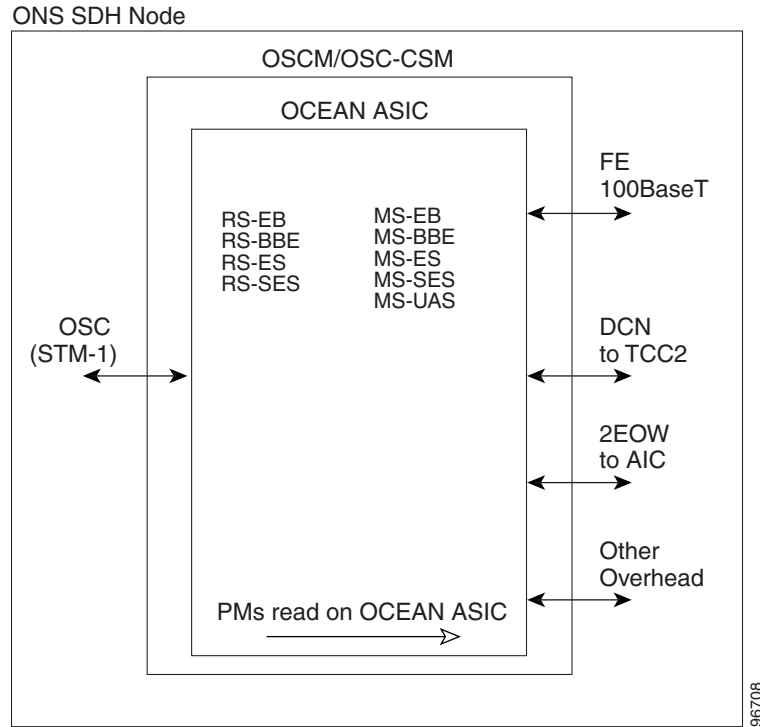 ONS SDH Node
OSCM/OSC-CSM
OCEAN ASIC
FE
100BaseT
RS-EB
RS-BBE
RS-ES
RS-SES
MS-EB
MS-BBE
MS-ES
MS-SES
MS-UAS
OSC
(STM-1)
DCN
to TCC2
2EOW
to AIC
Other
Overhead
PMs read on OCEAN ASIC
96708